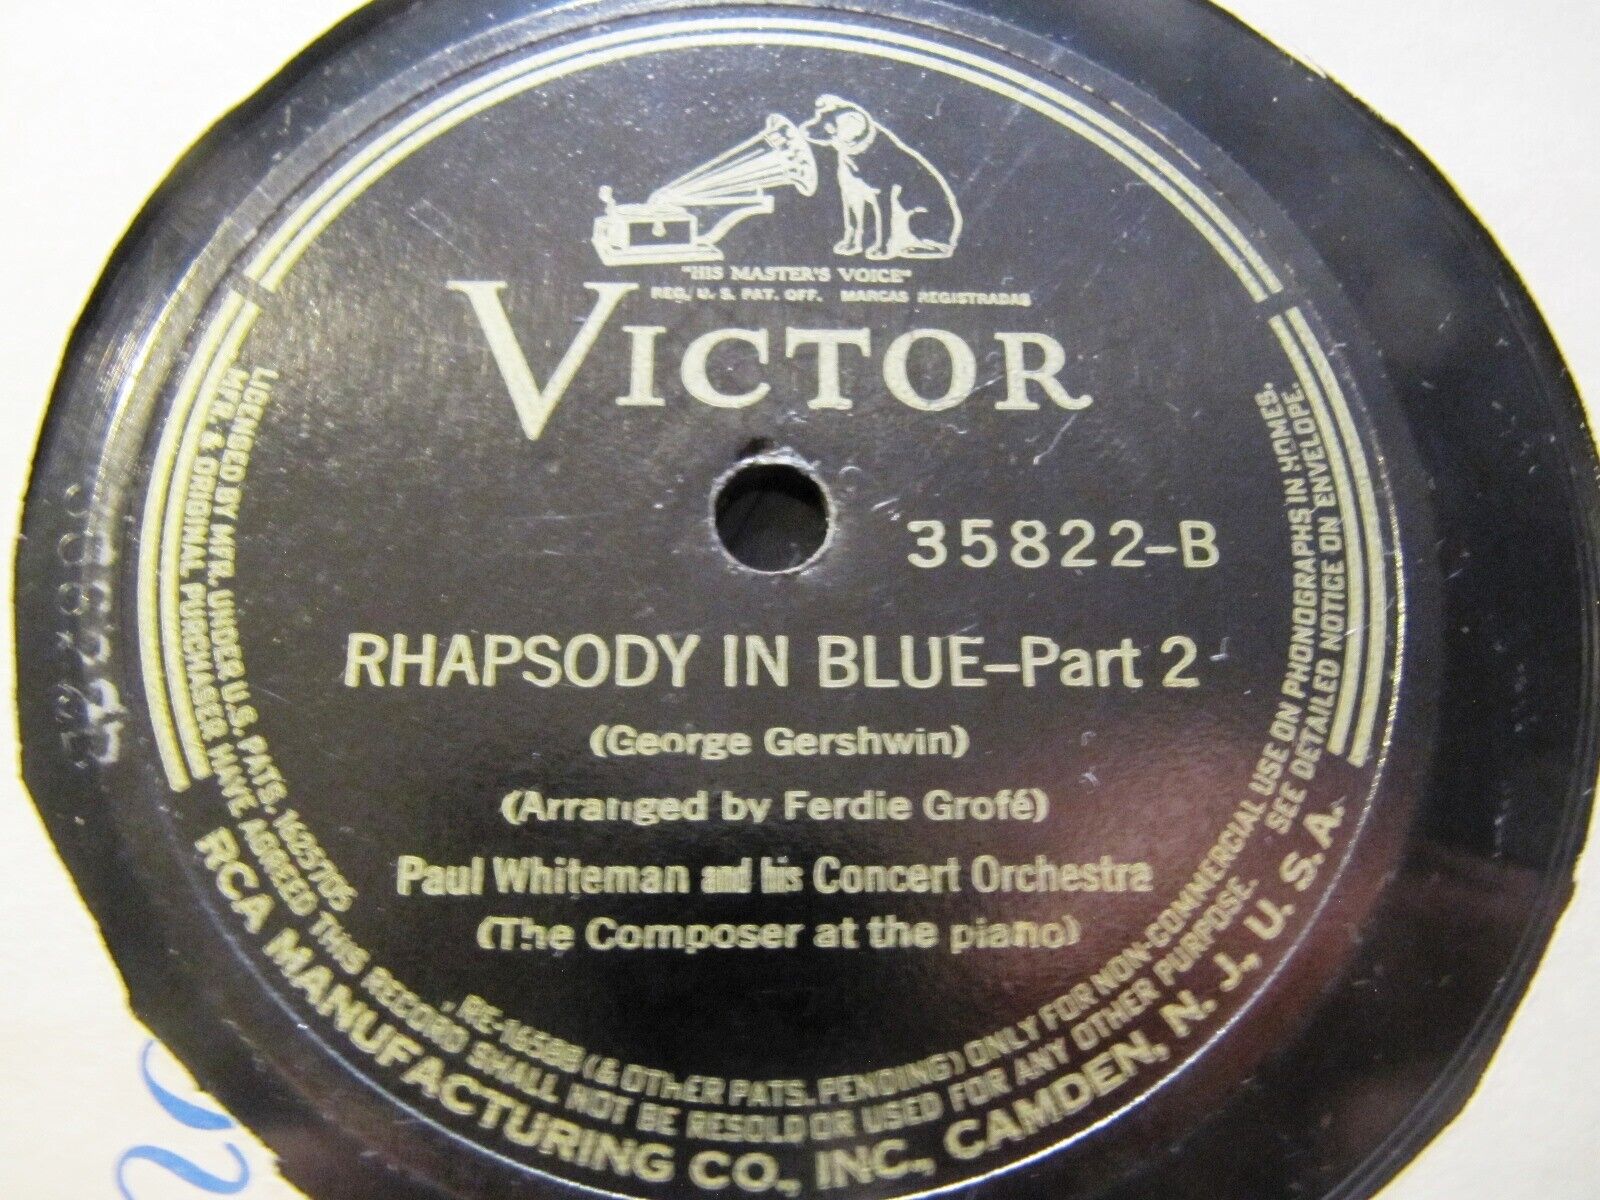 "HIS MASTER'S VOICE"
REG. U. S. PAT. OFF. MARCAS REGISTRADAS
VICTOR
35822-B
RHAPSODY IN BLUE–Part 2
(George Gershwin)
(Arranged by Ferdie Grofé)
Paul Whiteman and his Concert Orchestra
(The Composer at the piano)
LICENSED BY MFR. UNDER U.S. PATS. 1625705, RE-16588 (& OTHER PATS. PENDING) ONLY FOR NON-COMMERCIAL USE ON PHONOGRAPHS IN HOMES.
MFR. & ORIGINAL PURCHASER HAVE AGREED THIS RECORD SHALL NOT BE RESOLD OR USED FOR ANY OTHER PURPOSE. SEE DETAILED NOTICE ON ENVELOPE.
RCA MANUFACTURING CO., INC., CAMDEN, N. J., U. S. A.